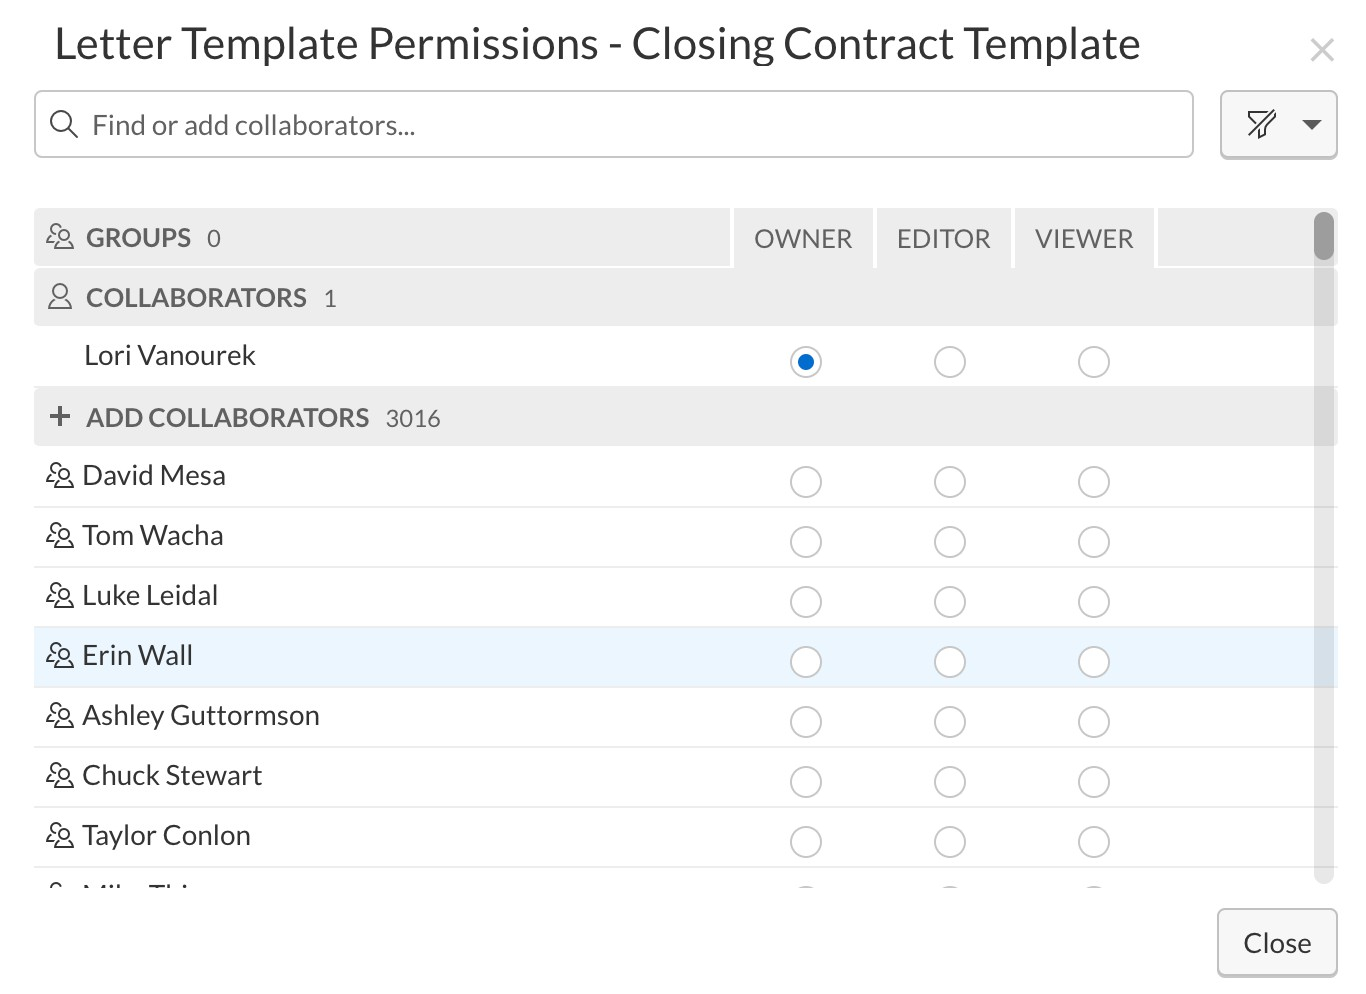 Letter Template Permissions - Closing Contract Template
Find or add collaborators...
GROUPS 0 OWNER EDITOR VIEWER
COLLABORATORS 1
Lori Vanourek
ADD COLLABORATORS 3016
David Mesa
Tom Wacha
Luke Leidal
Erin Wall
Ashley Guttormson
Chuck Stewart
Taylor Conlon
Close